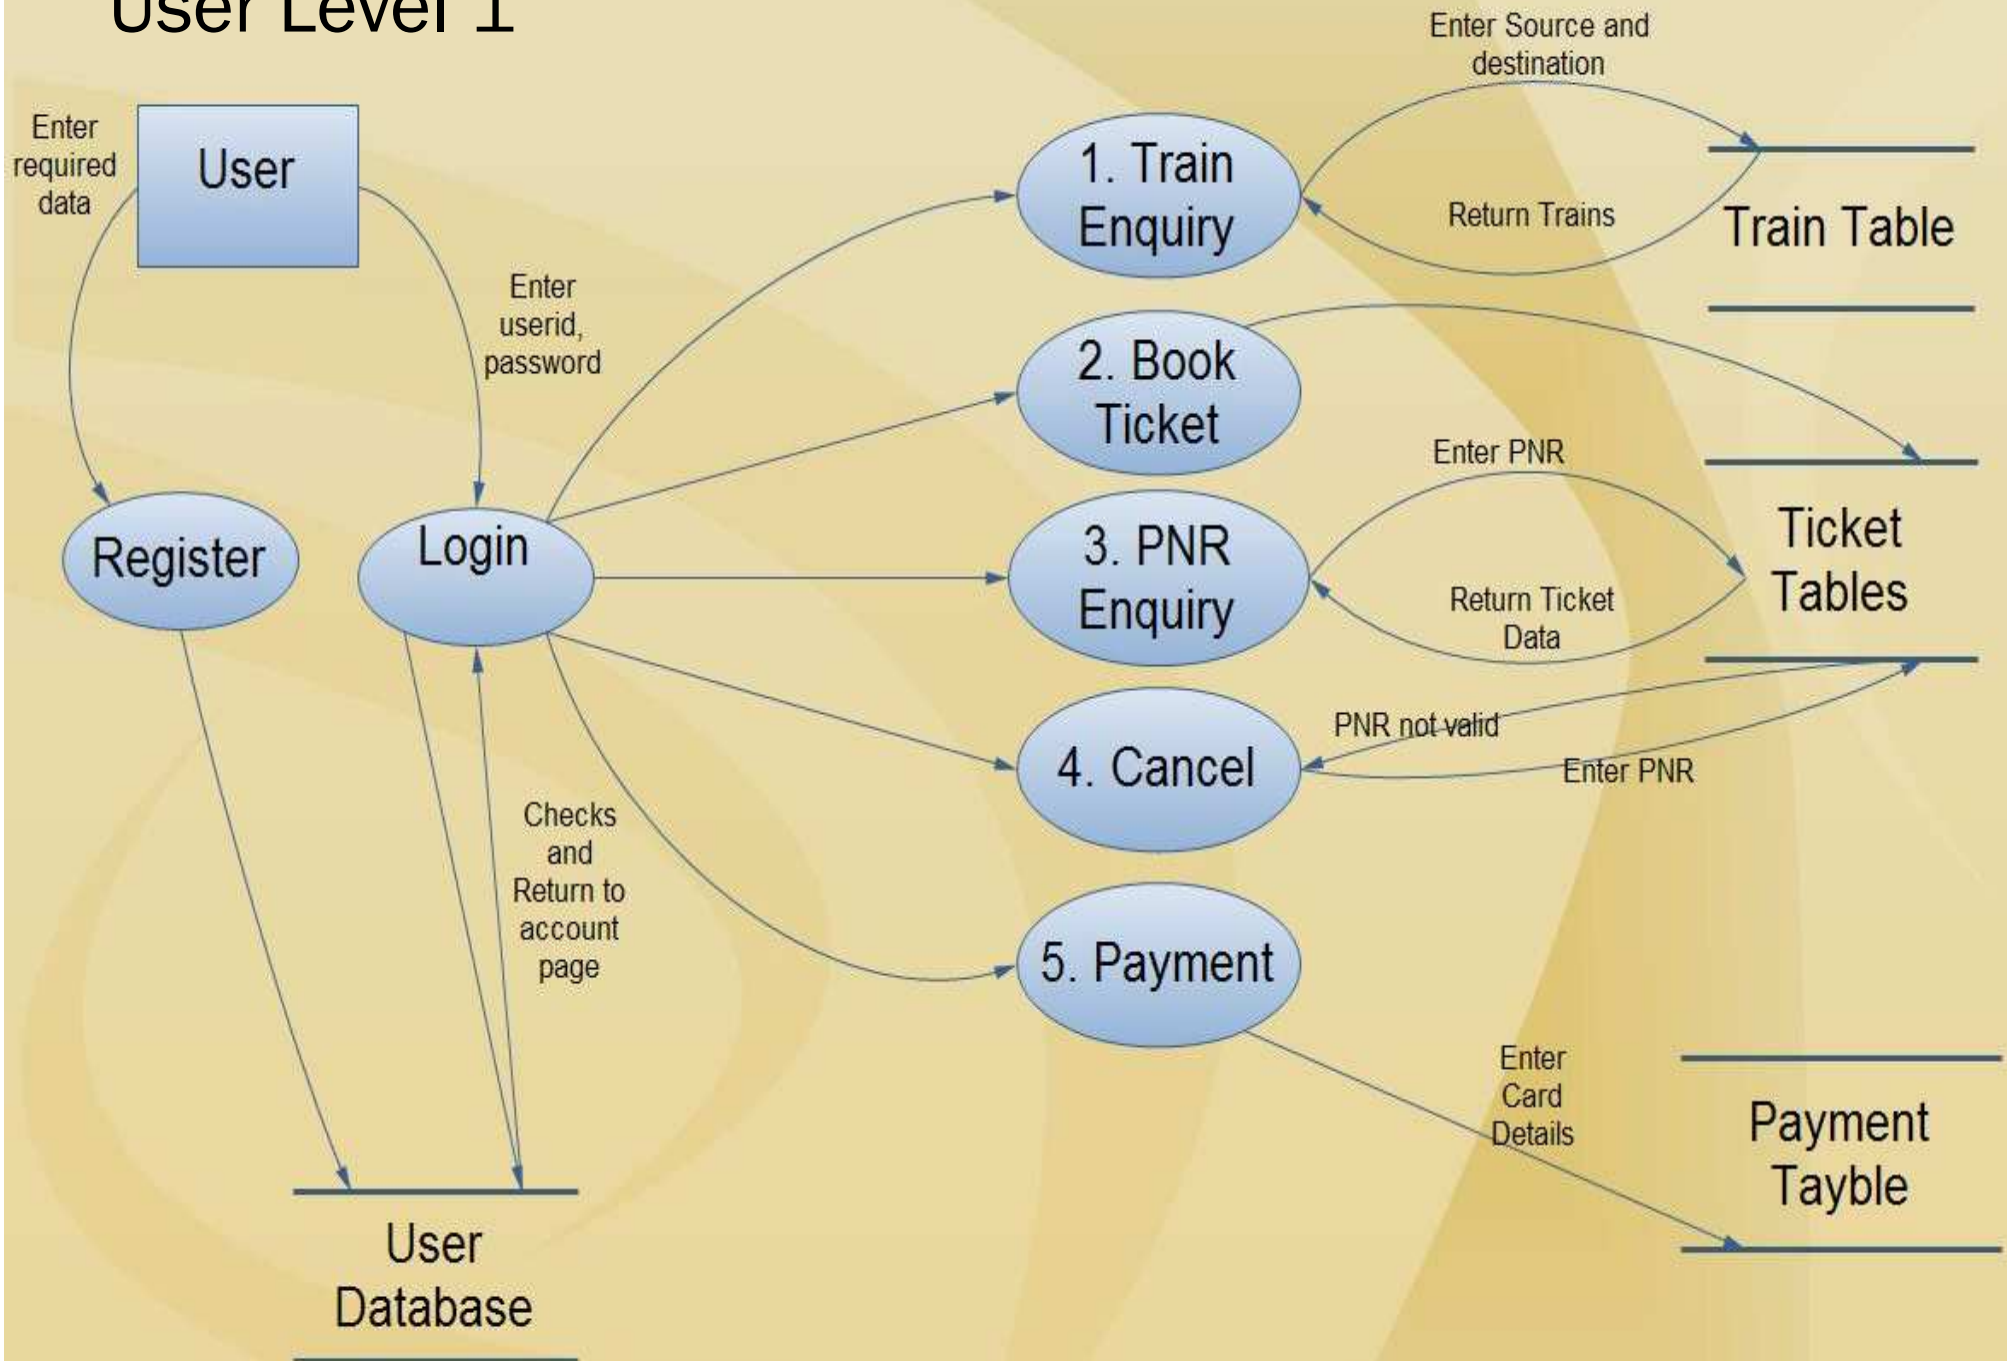 User Level 1
Enter Source and
destination
Enter
required
data
User
1. Train
Enquiry
Return Trains
Train Table
Enter
userid,
password
2. Book
Ticket
Enter PNR
Register
Login
3. PNR
Enquiry
Return Ticket
Data
Ticket
Tables
PNR not valid
Enter PNR
4. Cancel
Checks
and
Return to
account
page
5. Payment
Enter
Card
Details
Payment
Tayble
User
Database